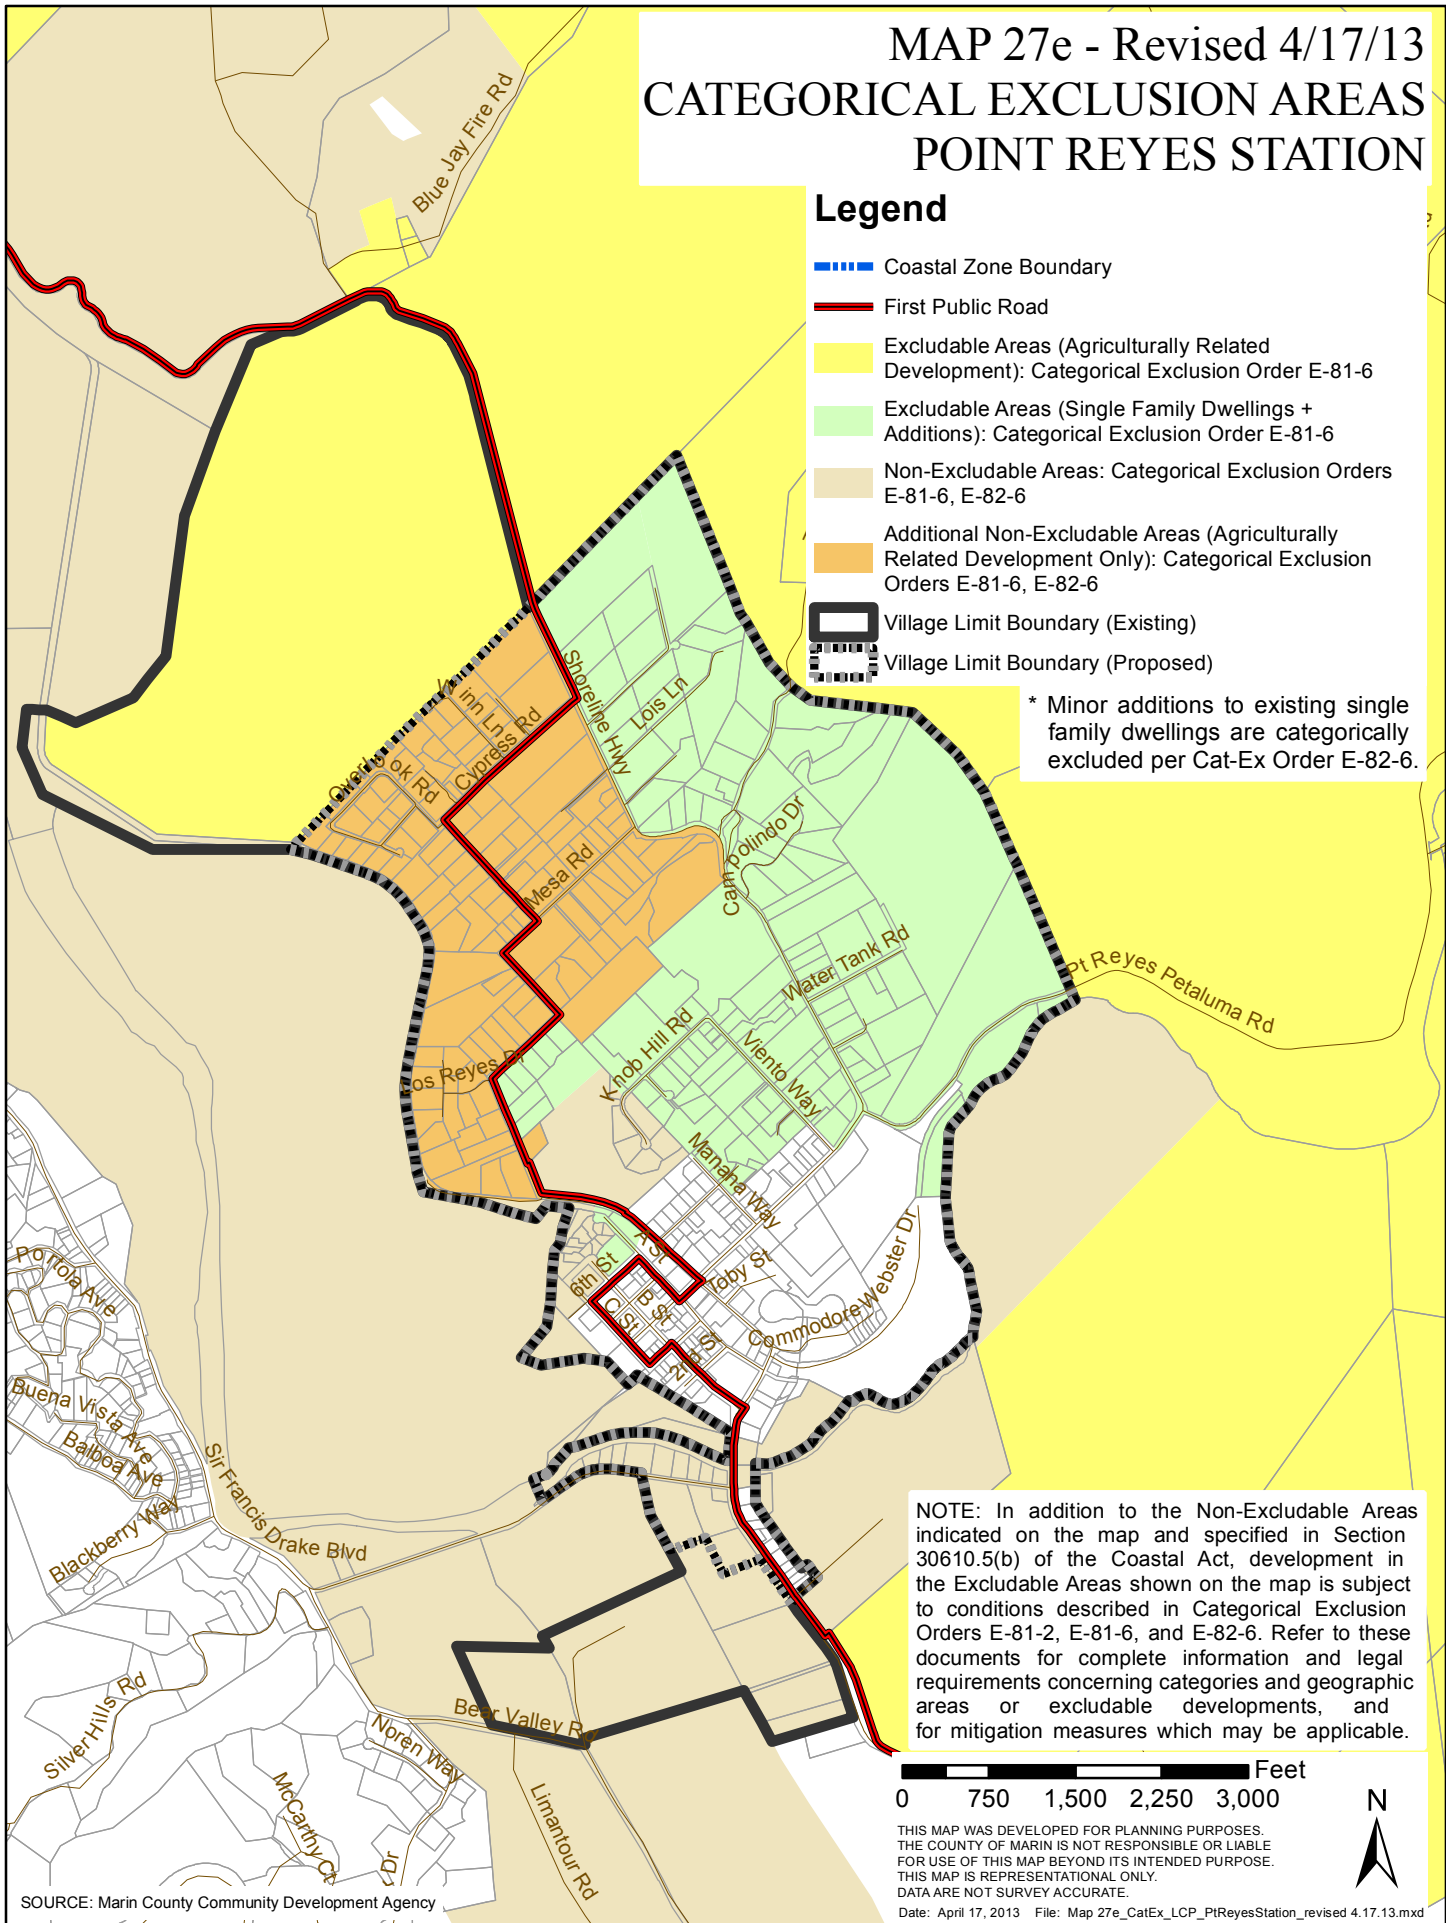 MAP 27e - Revised 4/17/13
CATEGORICAL EXCLUSION AREAS
POINT REYES STATION
Legend
Coastal Zone Boundary
First Public Road
Excludable Areas (Agriculturally Related
Development): Categorical Exclusion Order E-81-6
Excludable Areas (Single Family Dwellings +
Additions): Categorical Exclusion Order E-81-6
Non-Excludable Areas: Categorical Exclusion Orders
E-81-6, E-82-6
Additional Non-Excludable Areas (Agriculturally
Related Development Only): Categorical Exclusion
Orders E-81-6, E-82-6
Village Limit Boundary (Existing)
Village Limit Boundary (Proposed)
* Minor additions to existing single
family dwellings are categorically
excluded per Cat-Ex Order E-82-6.
Blue Jay Fire Rd
Shoreline Hwy
Winn Ln
Lois Ln
Cypress Rd
Overlook Rd
Mesa Rd
Campolindo Dr
Water Tank Rd
Pt Reyes Petaluma Rd
Knob Hill Rd
Viento Way
Los Reyes Dr
Manana Way
A St
6th St
Toby St
B St
C St
2nd St
Commodore Webster Dr
Portola Ave
Buena Vista Ave
Balboa Ave
Blackberry Way
Sir Francis Drake Blvd
Silver Hills Rd
Bear Valley Rd
Noren Way
McCarthy Ct
Limantour Rd
Dr
NOTE: In addition to the Non-Excludable Areas
indicated on the map and specified in Section
30610.5(b) of the Coastal Act, development in
the Excludable Areas shown on the map is subject
to conditions described in Categorical Exclusion
Orders E-81-2, E-81-6, and E-82-6. Refer to these
documents for complete information and legal
requirements concerning categories and geographic
areas or excludable developments, and
for mitigation measures which may be applicable.
Feet
0 750 1,500 2,250 3,000
N
THIS MAP WAS DEVELOPED FOR PLANNING PURPOSES.
THE COUNTY OF MARIN IS NOT RESPONSIBLE OR LIABLE
FOR USE OF THIS MAP BEYOND ITS INTENDED PURPOSE.
THIS MAP IS REPRESENTATIONAL ONLY.
DATA ARE NOT SURVEY ACCURATE.
Date: April 17, 2013 File: Map 27e_CatEx_LCP_PtReyesStation_revised 4.17.13.mxd
SOURCE: Marin County Community Development Agency